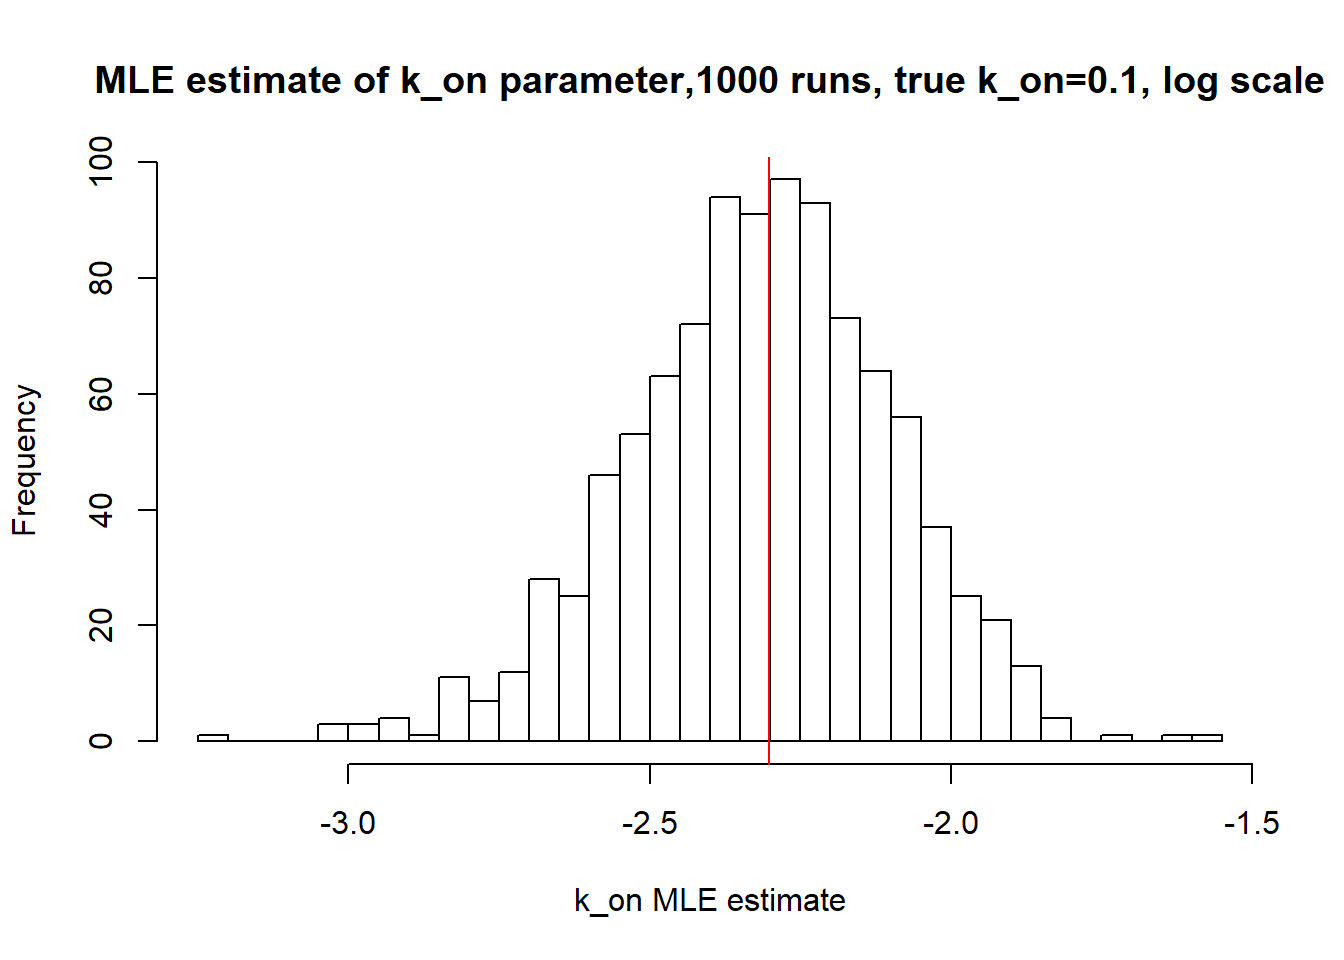 MLE estimate of k_on parameter,1000 runs, true k_on=0.1, log scale
100
80
60
40
20
0
Frequency
-3.0 -2.5 -2.0 -1.5
k_on MLE estimate